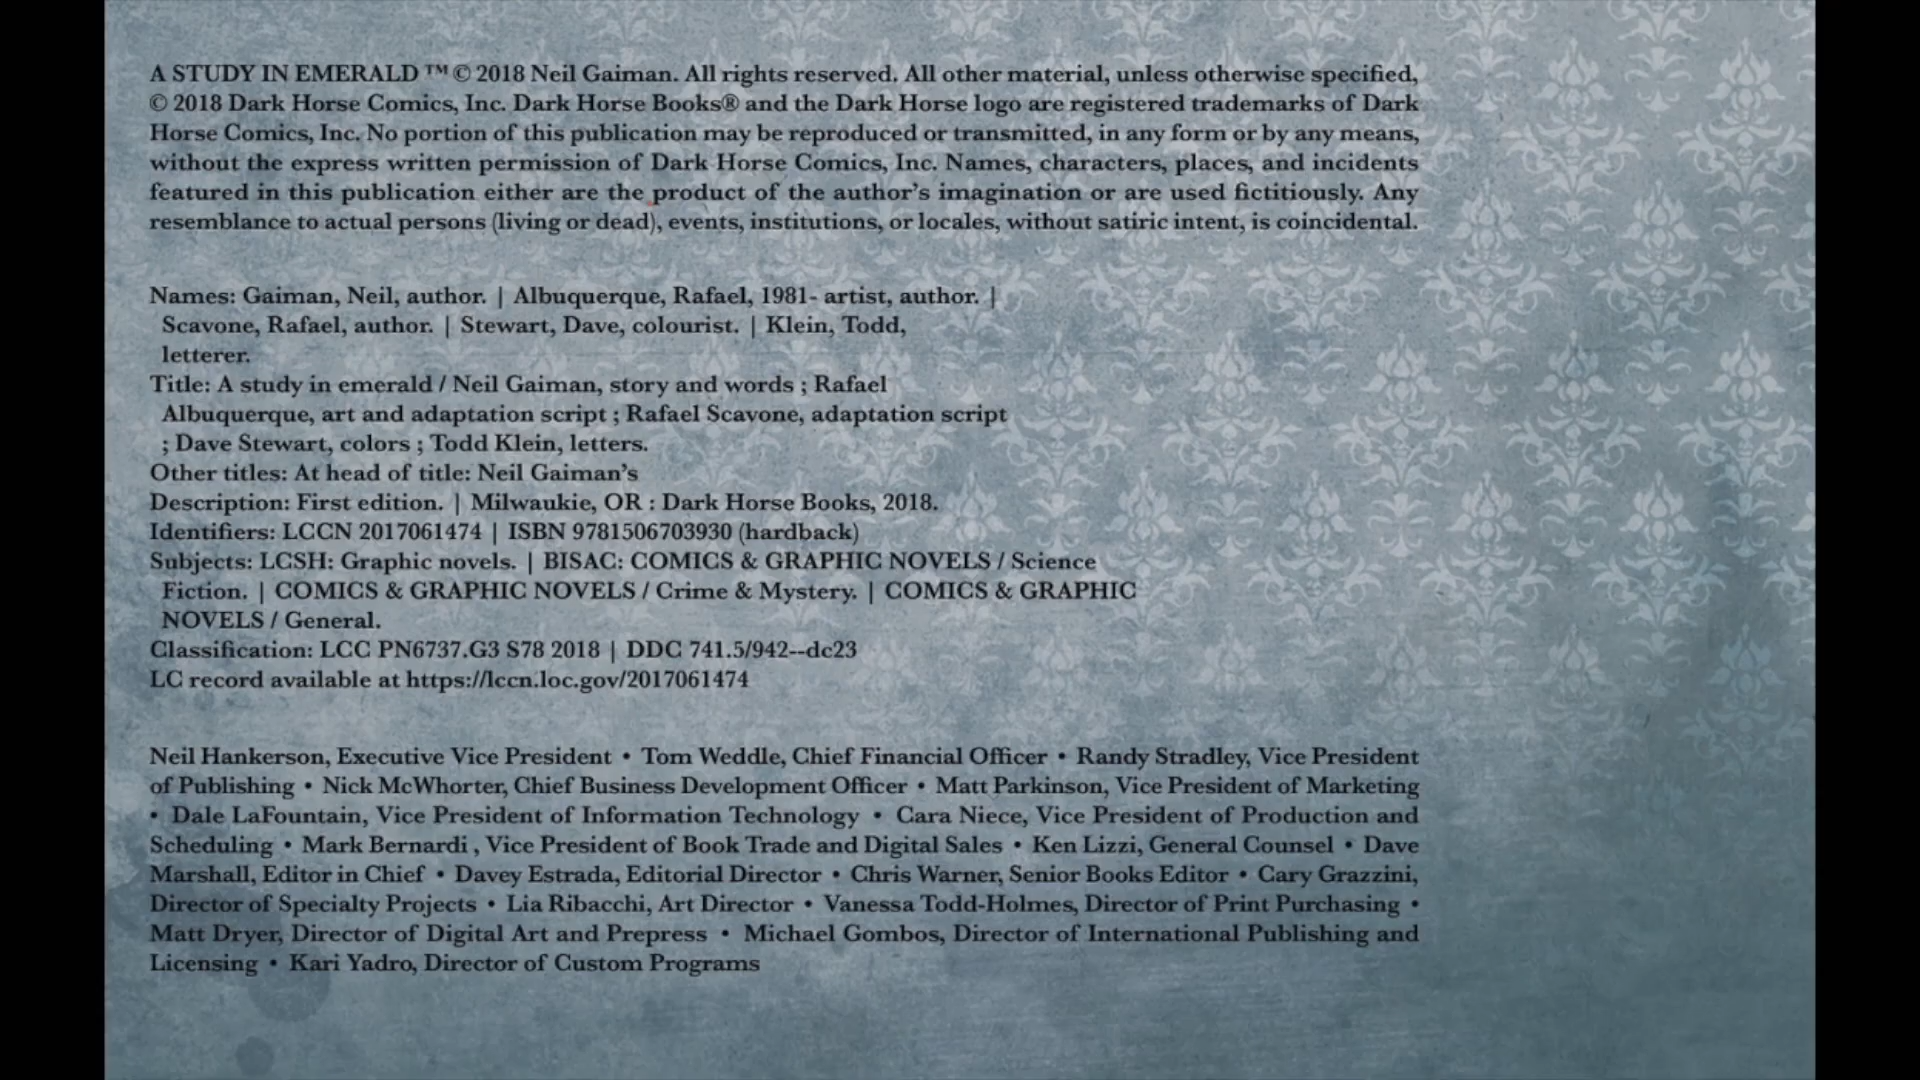 A STUDY IN EMERALD ™ © 2018 Neil Gaiman. All rights reserved. All other material, unless otherwise specified,
© 2018 Dark Horse Comics, Inc. Dark Horse Books® and the Dark Horse logo are registered trademarks of Dark
Horse Comics, Inc. No portion of this publication may be reproduced or transmitted, in any form or by any means,
without the express written permission of Dark Horse Comics, Inc. Names, characters, places, and incidents
featured in this publication either are the product of the author’s imagination or are used fictitiously. Any
resemblance to actual persons (living or dead), events, institutions, or locales, without satiric intent, is coincidental.
Names: Gaiman, Neil, author. | Albuquerque, Rafael, 1981- artist, author. |
Scavone, Rafael, author. | Stewart, Dave, colourist. | Klein, Todd,
letterer.
Title: A study in emerald / Neil Gaiman, story and words ; Rafael
Albuquerque, art and adaptation script ; Rafael Scavone, adaptation script
; Dave Stewart, colors ; Todd Klein, letters.
Other titles: At head of title: Neil Gaiman’s
Description: First edition. | Milwaukie, OR : Dark Horse Books, 2018.
Identifiers: LCCN 2017061474 | ISBN 9781506703930 (hardback)
Subjects: LCSH: Graphic novels. | BISAC: COMICS & GRAPHIC NOVELS / Science
Fiction. | COMICS & GRAPHIC NOVELS / Crime & Mystery. | COMICS & GRAPHIC
NOVELS / General.
Classification: LCC PN6737.G3 S78 2018 | DDC 741.5/942--dc23
LC record available at https://lccn.loc.gov/2017061474
Neil Hankerson, Executive Vice President • Tom Weddle, Chief Financial Officer • Randy Stradley, Vice President
of Publishing • Nick McWhorter, Chief Business Development Officer • Matt Parkinson, Vice President of Marketing
• Dale LaFountain, Vice President of Information Technology • Cara Niece, Vice President of Production and
Scheduling • Mark Bernardi , Vice President of Book Trade and Digital Sales • Ken Lizzi, General Counsel • Dave
Marshall, Editor in Chief • Davey Estrada, Editorial Director • Chris Warner, Senior Books Editor • Cary Grazzini,
Director of Specialty Projects • Lia Ribacchi, Art Director • Vanessa Todd-Holmes, Director of Print Purchasing •
Matt Dryer, Director of Digital Art and Prepress • Michael Gombos, Director of International Publishing and
Licensing • Kari Yadro, Director of Custom Programs